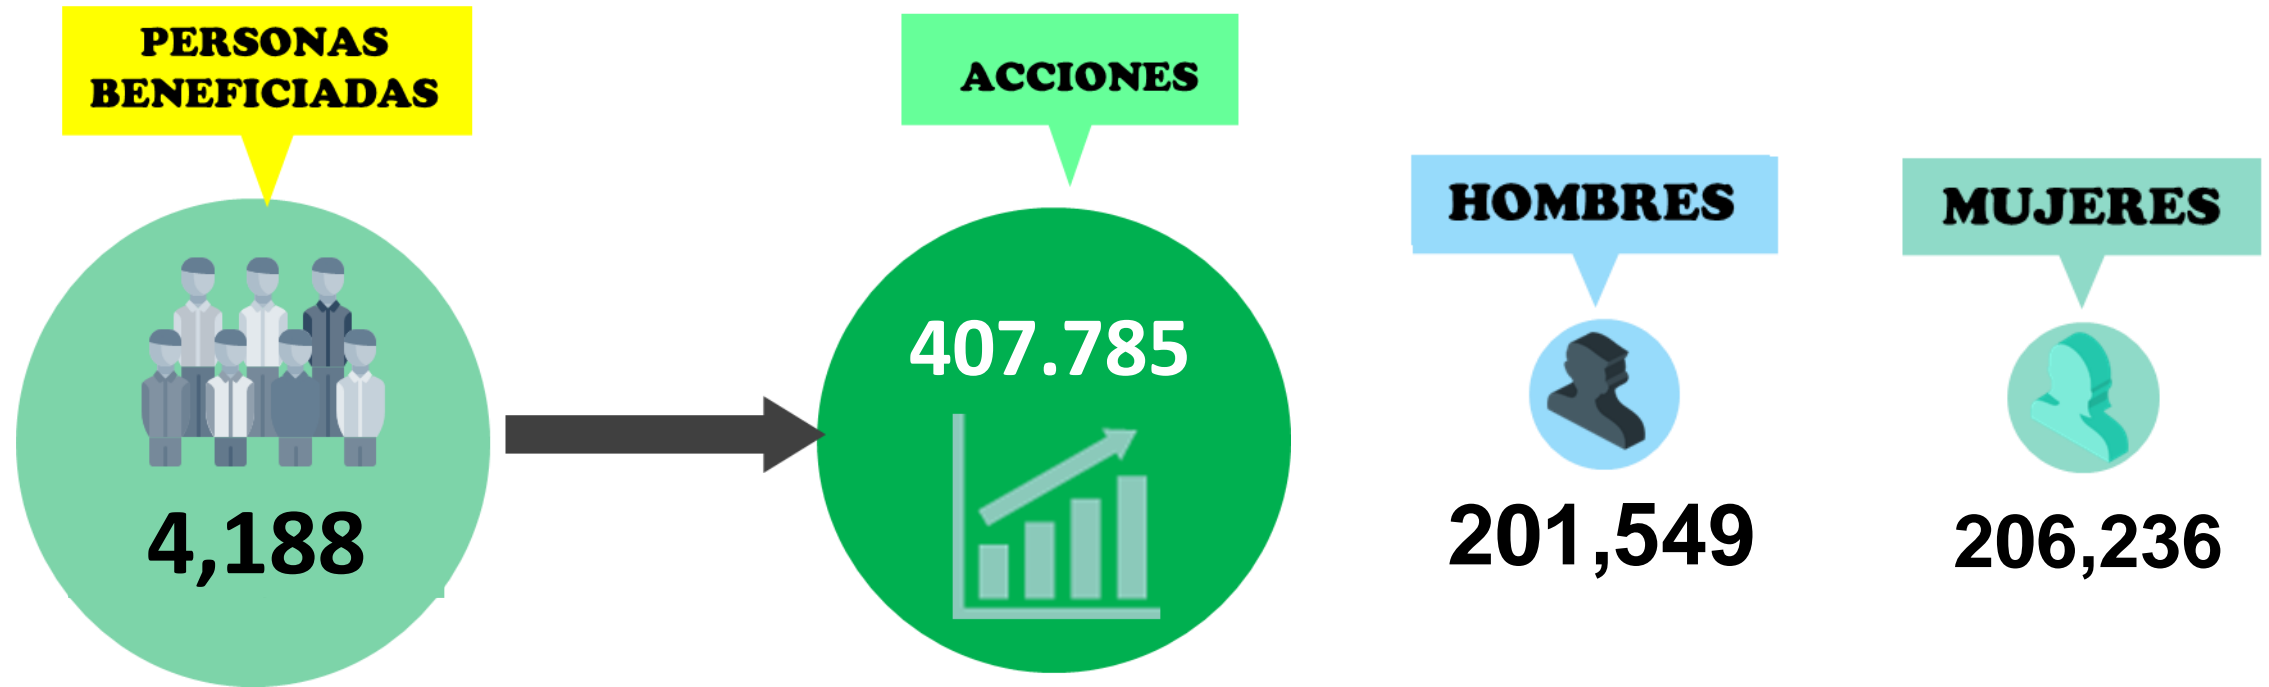 PERSONAS
BENEFICIADAS
4,188
ACCIONES
407.785
HOMBRES
201,549
MUJERES
206,236